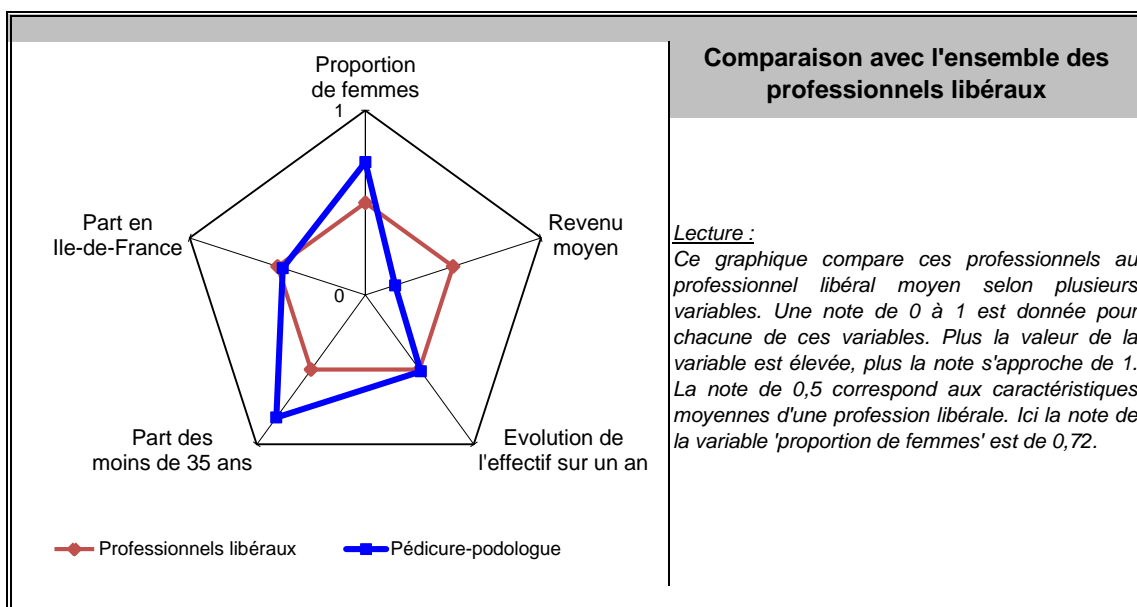 Comparaison avec l'ensemble des
professionnels libéraux
Proportion
de femmes
1
Part en
Ile-de-France
Revenu
moyen
0
Part des
moins de 35 ans
Evolution de
l'effectif sur un an
Professionnels libéraux
Pédicure-podologue
Lecture :
Ce graphique compare ces professionnels au
professionnel libéral moyen selon plusieurs
variables. Une note de 0 à 1 est donnée pour
chacune de ces variables. Plus la valeur de la
variable est élevée, plus la note s'approche de 1.
La note de 0,5 correspond aux caractéristiques
moyennes d'une profession libérale. Ici la note de
la variable 'proportion de femmes' est de 0,72.